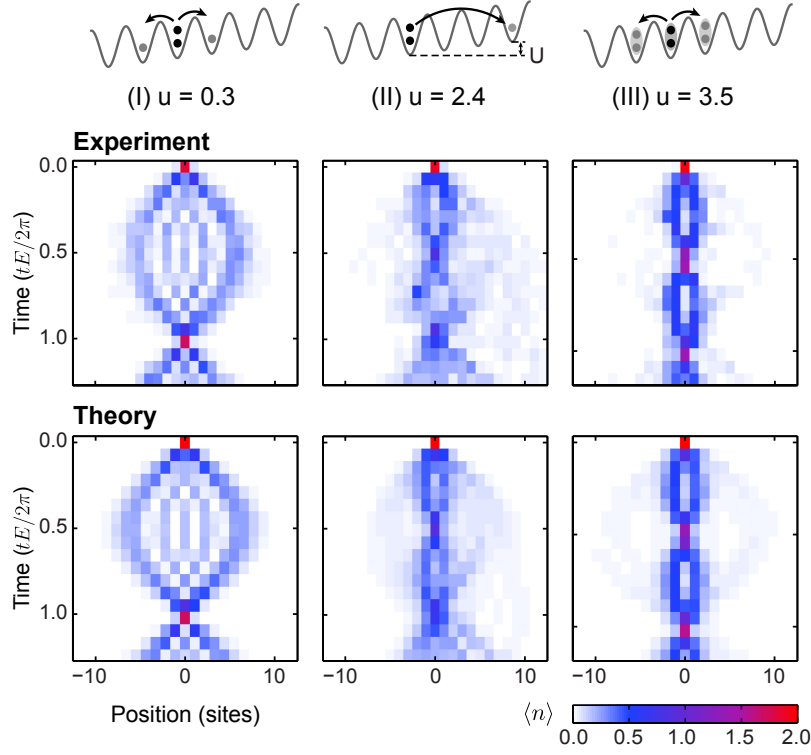 U
(I) u = 0.3
(II) u = 2.4
(III) u = 3.5
Experiment
0.0
0.5
1.0
Time (tE/2π)
Theory
0.0
0.5
1.0
Time (tE/2π)
−10 0 10
−10 0 10
−10 0 10
Position (sites)
⟨n⟩
0.0 0.5 1.0 1.5 2.0